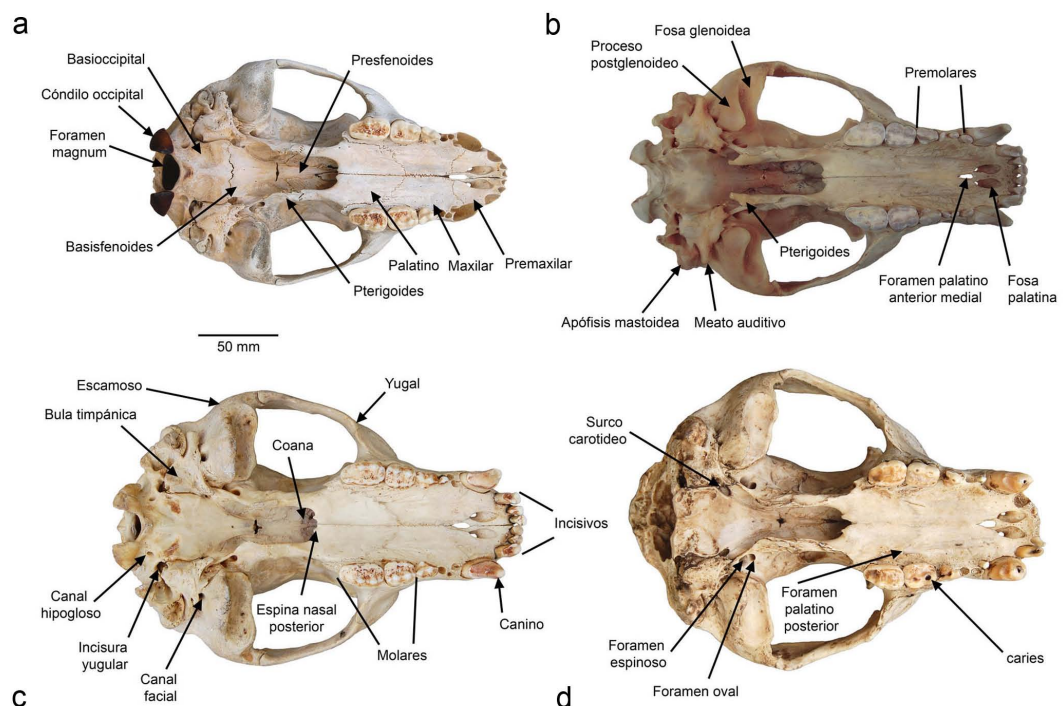 a
Basioccipital
Presfenoides
Cóndilo occipital
Foramen
magnum
Basisfenoides
Pterigoides
Palatino
Maxilar
Premaxilar
50 mm
b
Fosa glenoidea
Proceso
postglenoideo
Premolares
Pterigoides
Foramen palatino
anterior medial
Fosa
palatina
Apófisis mastoidea
Meato auditivo
Escamoso
Yugal
Bula timpánica
Coana
Incisivos
Canal
hipogloso
Espina nasal
posterior
Canino
Incisura
yugular
Molares
Canal
facial
c
Surco
carotideo
Foramen
palatino
posterior
Foramen
espinoso
caries
Foramen oval
d